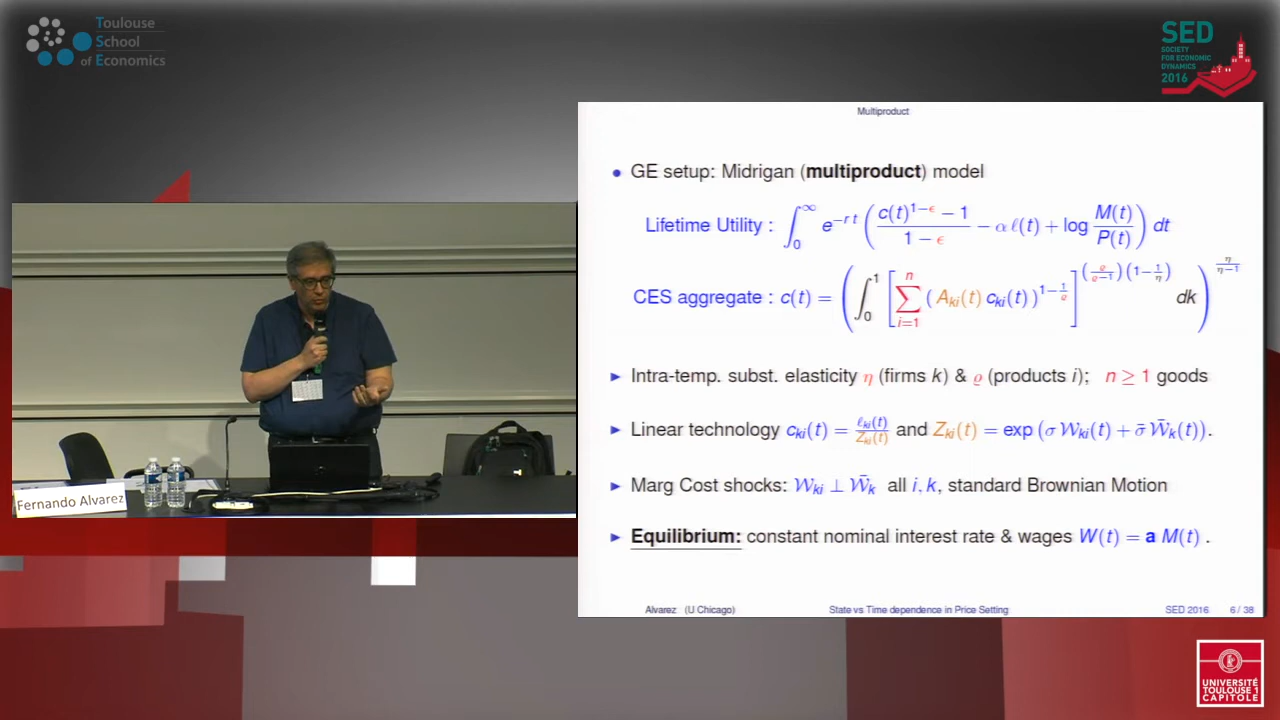 Toulouse
School
of Economics
SED
SOCIETY
FOR ECONOMIC
DYNAMICS
2016
Multiproduct
• GE setup: Midrigan (multiproduct) model
Lifetime Utility : ∫₀^∞ e^{−r t} ( (c(t)^{1−ϵ} − 1)/(1 − ϵ) − α ℓ(t) + log M(t)/P(t) ) dt
CES aggregate : c(t) = ( ∫₀¹ [ ∑_{i=1}^{n} ( A_{ki}(t) c_{ki}(t) )^{1−1/ϱ} ]^{(ϱ/(ϱ−1))(1−1/η)} dk )^{η/(η−1)}
► Intra-temp. subst. elasticity η (firms k) & ϱ (products i); n ≥ 1 goods
► Linear technology c_{ki}(t) = ℓ_{ki}(t)/Z_{ki}(t) and Z_{ki}(t) = exp (σ W_{ki}(t) + σ̄ W̄_k(t)).
► Marg Cost shocks: W_{ki} ⊥ W̄_k all i, k, standard Brownian Motion
► Equilibrium: constant nominal interest rate & wages W(t) = a M(t) .
Alvarez (U Chicago) State vs Time dependence in Price Setting SED 2016 6 / 38
Fernando Alvarez
UNIVERSITÉ
TOULOUSE 1
CAPITOLE